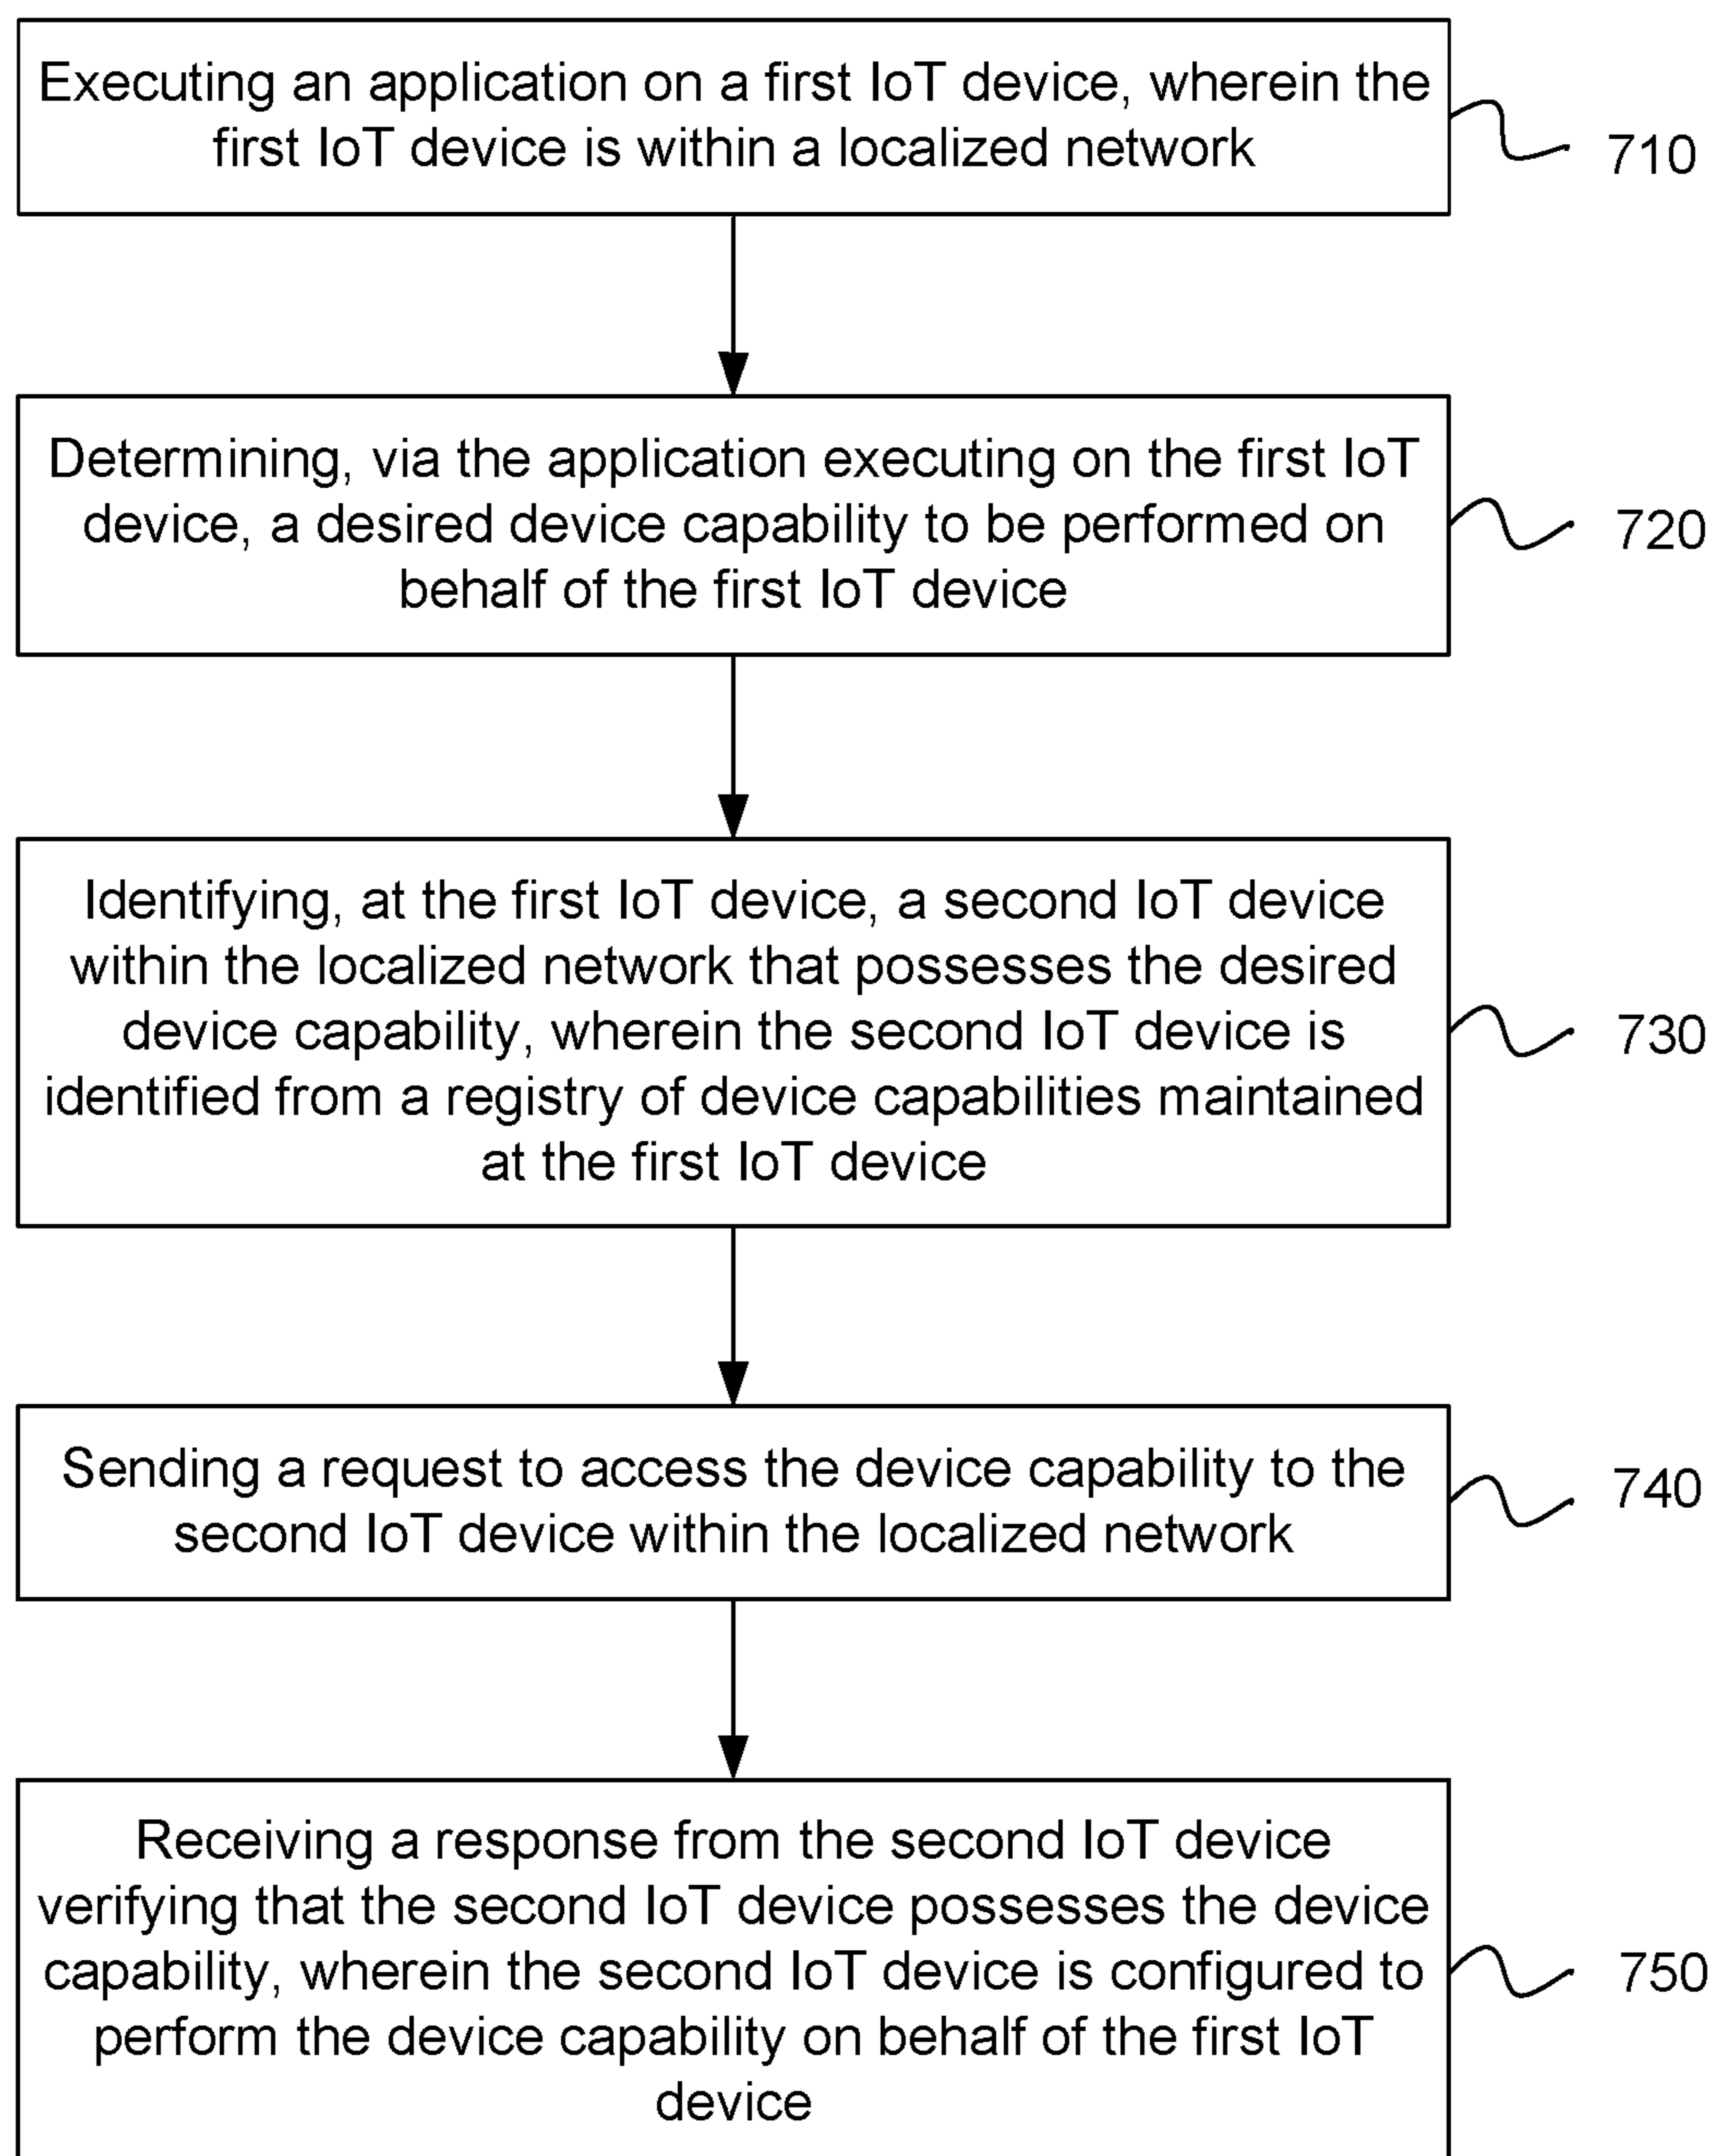 Executing an application on a first IoT device, wherein the
first IoT device is within a localized network
710
Determining, via the application executing on the first IoT
device, a desired device capability to be performed on
behalf of the first IoT device
720
Identifying, at the first IoT device, a second IoT device
within the localized network that possesses the desired
device capability, wherein the second IoT device is
identified from a registry of device capabilities maintained
at the first IoT device
730
Sending a request to access the device capability to the
second IoT device within the localized network
740
Receiving a response from the second IoT device
verifying that the second IoT device possesses the device
capability, wherein the second IoT device is configured to
perform the device capability on behalf of the first IoT
device
750